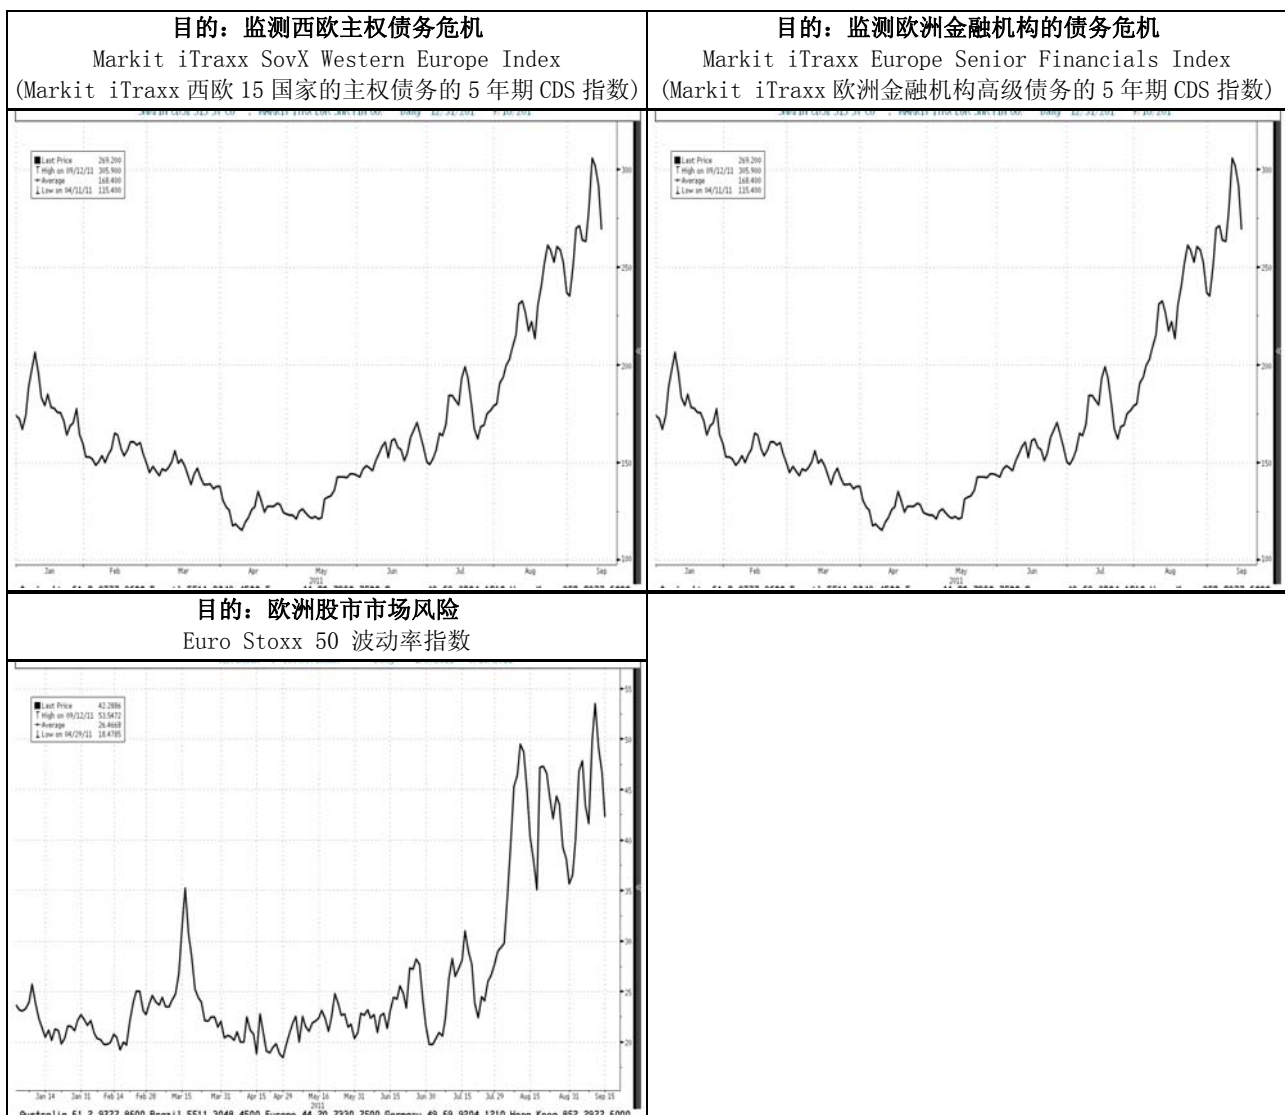 目的: 监测西欧主权债务危机
Markit iTraxx SovX Western Europe Index
(Markit iTraxx 西欧 15 国家的主权债务的 5 年期 CDS 指数)
目的: 监测欧洲金融机构的债务危机
Markit iTraxx Europe Senior Financials Index
(Markit iTraxx 欧洲金融机构高级债务的 5 年期 CDS 指数)
Last Price 269.200
High on 09/12/11 305.900
Average 168.400
Low on 04/11/11 115.400
300
250
200
150
100
Jan Feb Mar Apr May Jun Jul Aug Sep
2011
Last Price 269.200
High on 09/12/11 305.900
Average 168.400
Low on 04/11/11 115.400
300
250
200
150
100
Jan Feb Mar Apr May Jun Jul Aug Sep
2011
目的: 欧洲股市市场风险
Euro Stoxx 50 波动率指数
Last Price 42.2886
High on 09/12/11 53.5472
Average 26.4668
Low on 04/29/11 18.4785
55
50
45
40
35
30
25
20
Jan 14 Jan 31 Feb 14 Feb 28 Mar 15 Mar 31 Apr 15 Apr 29 May 16 May 31 Jun 15 Jun 30 Jul 15 Jul 29 Aug 15 Aug 31 Sep 15
2011